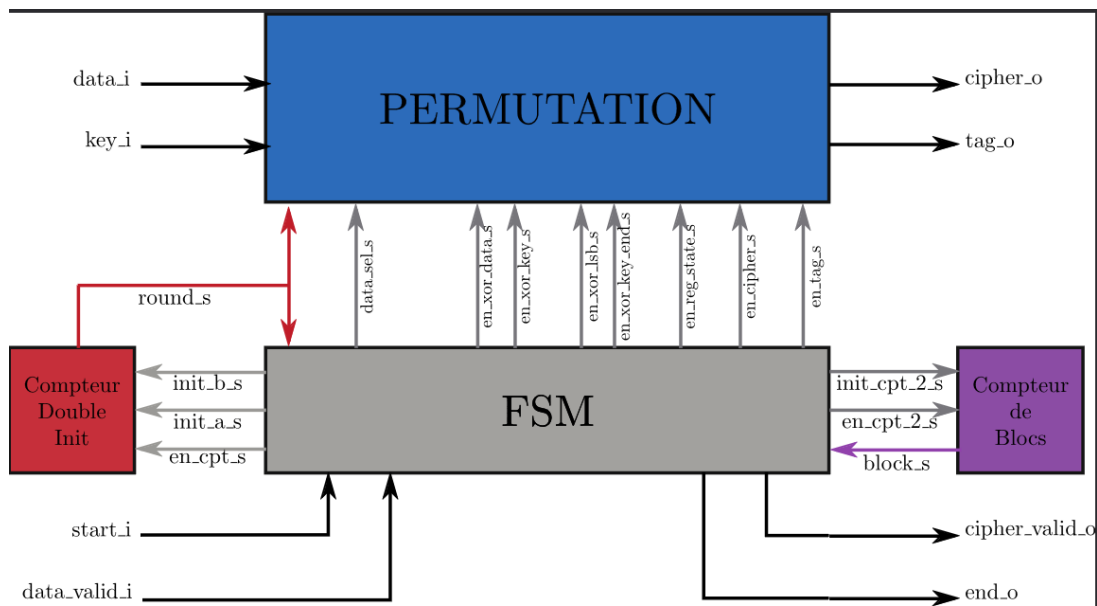 data_i
key_i
PERMUTATION
cipher_o
tag_o
round_s
data_sel_s
en_xor_data_s
en_xor_key_s
en_xor_lsb_s
en_xor_key_end_s
en_reg_state_s
en_cipher_s
en_tag_s
Compteur
Double
Init
init_b_s
init_a_s
en_cpt_s
FSM
init_cpt_2_s
en_cpt_2_s
block_s
Compteur
de
Blocs
start_i
data_valid_i
cipher_valid_o
end_o